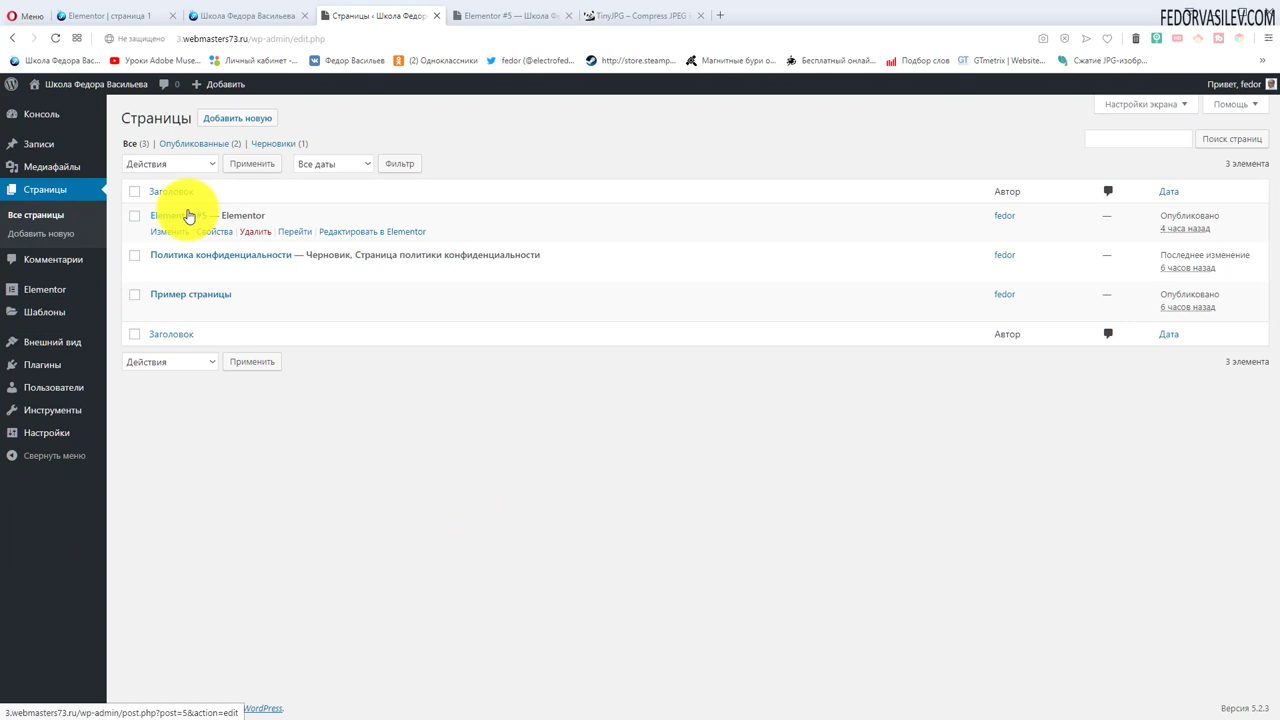 Меню
Elementor | страница 1
Школа Федора Васильева
Страницы ‹ Школа Федор
Elementor #5 — Школа Ф
TinyJPG – Compress JPEG
FEDORVASILEV.COM
Не защищено
3.webmasters73.ru/wp-admin/edit.php
Школа Федора Вас...
Уроки Adobe Muse...
Личный кабинет -...
Федор Васильев
(2) Одноклассники
fedor (@electrofed...
http://store.steamp...
Магнитные бури о...
Бесплатный онлай...
Подбор слов
GTmetrix | Website...
Сжатие JPG-изобр...
Школа Федора Васильева
0
Добавить
Привет, fedor
Консоль
Записи
Медиафайлы
Страницы
Все страницы
Добавить новую
Комментарии
Elementor
Шаблоны
Внешний вид
Плагины
Пользователи
Инструменты
Настройки
Свернуть меню
Страницы
Добавить новую
Настройки экрана
Помощь
Все (3) | Опубликованные (2) | Черновики (1)
Поиск страниц
Действия
Применить
Все даты
Фильтр
3 элемента
Заголовок
Автор
Дата
Elementor #5 — Elementor
fedor
—
Опубликовано
4 часа назад
Изменить | Свойства | Удалить | Перейти | Редактировать в Elementor
Политика конфиденциальности — Черновик, Страница политики конфиденциальности
fedor
—
Последнее изменение
6 часов назад
Пример страницы
fedor
—
Опубликовано
6 часов назад
Заголовок
Автор
Дата
Действия
Применить
3 элемента
3.webmasters73.ru/wp-admin/post.php?post=5&action=edit
WordPress.
Версия 5.2.3